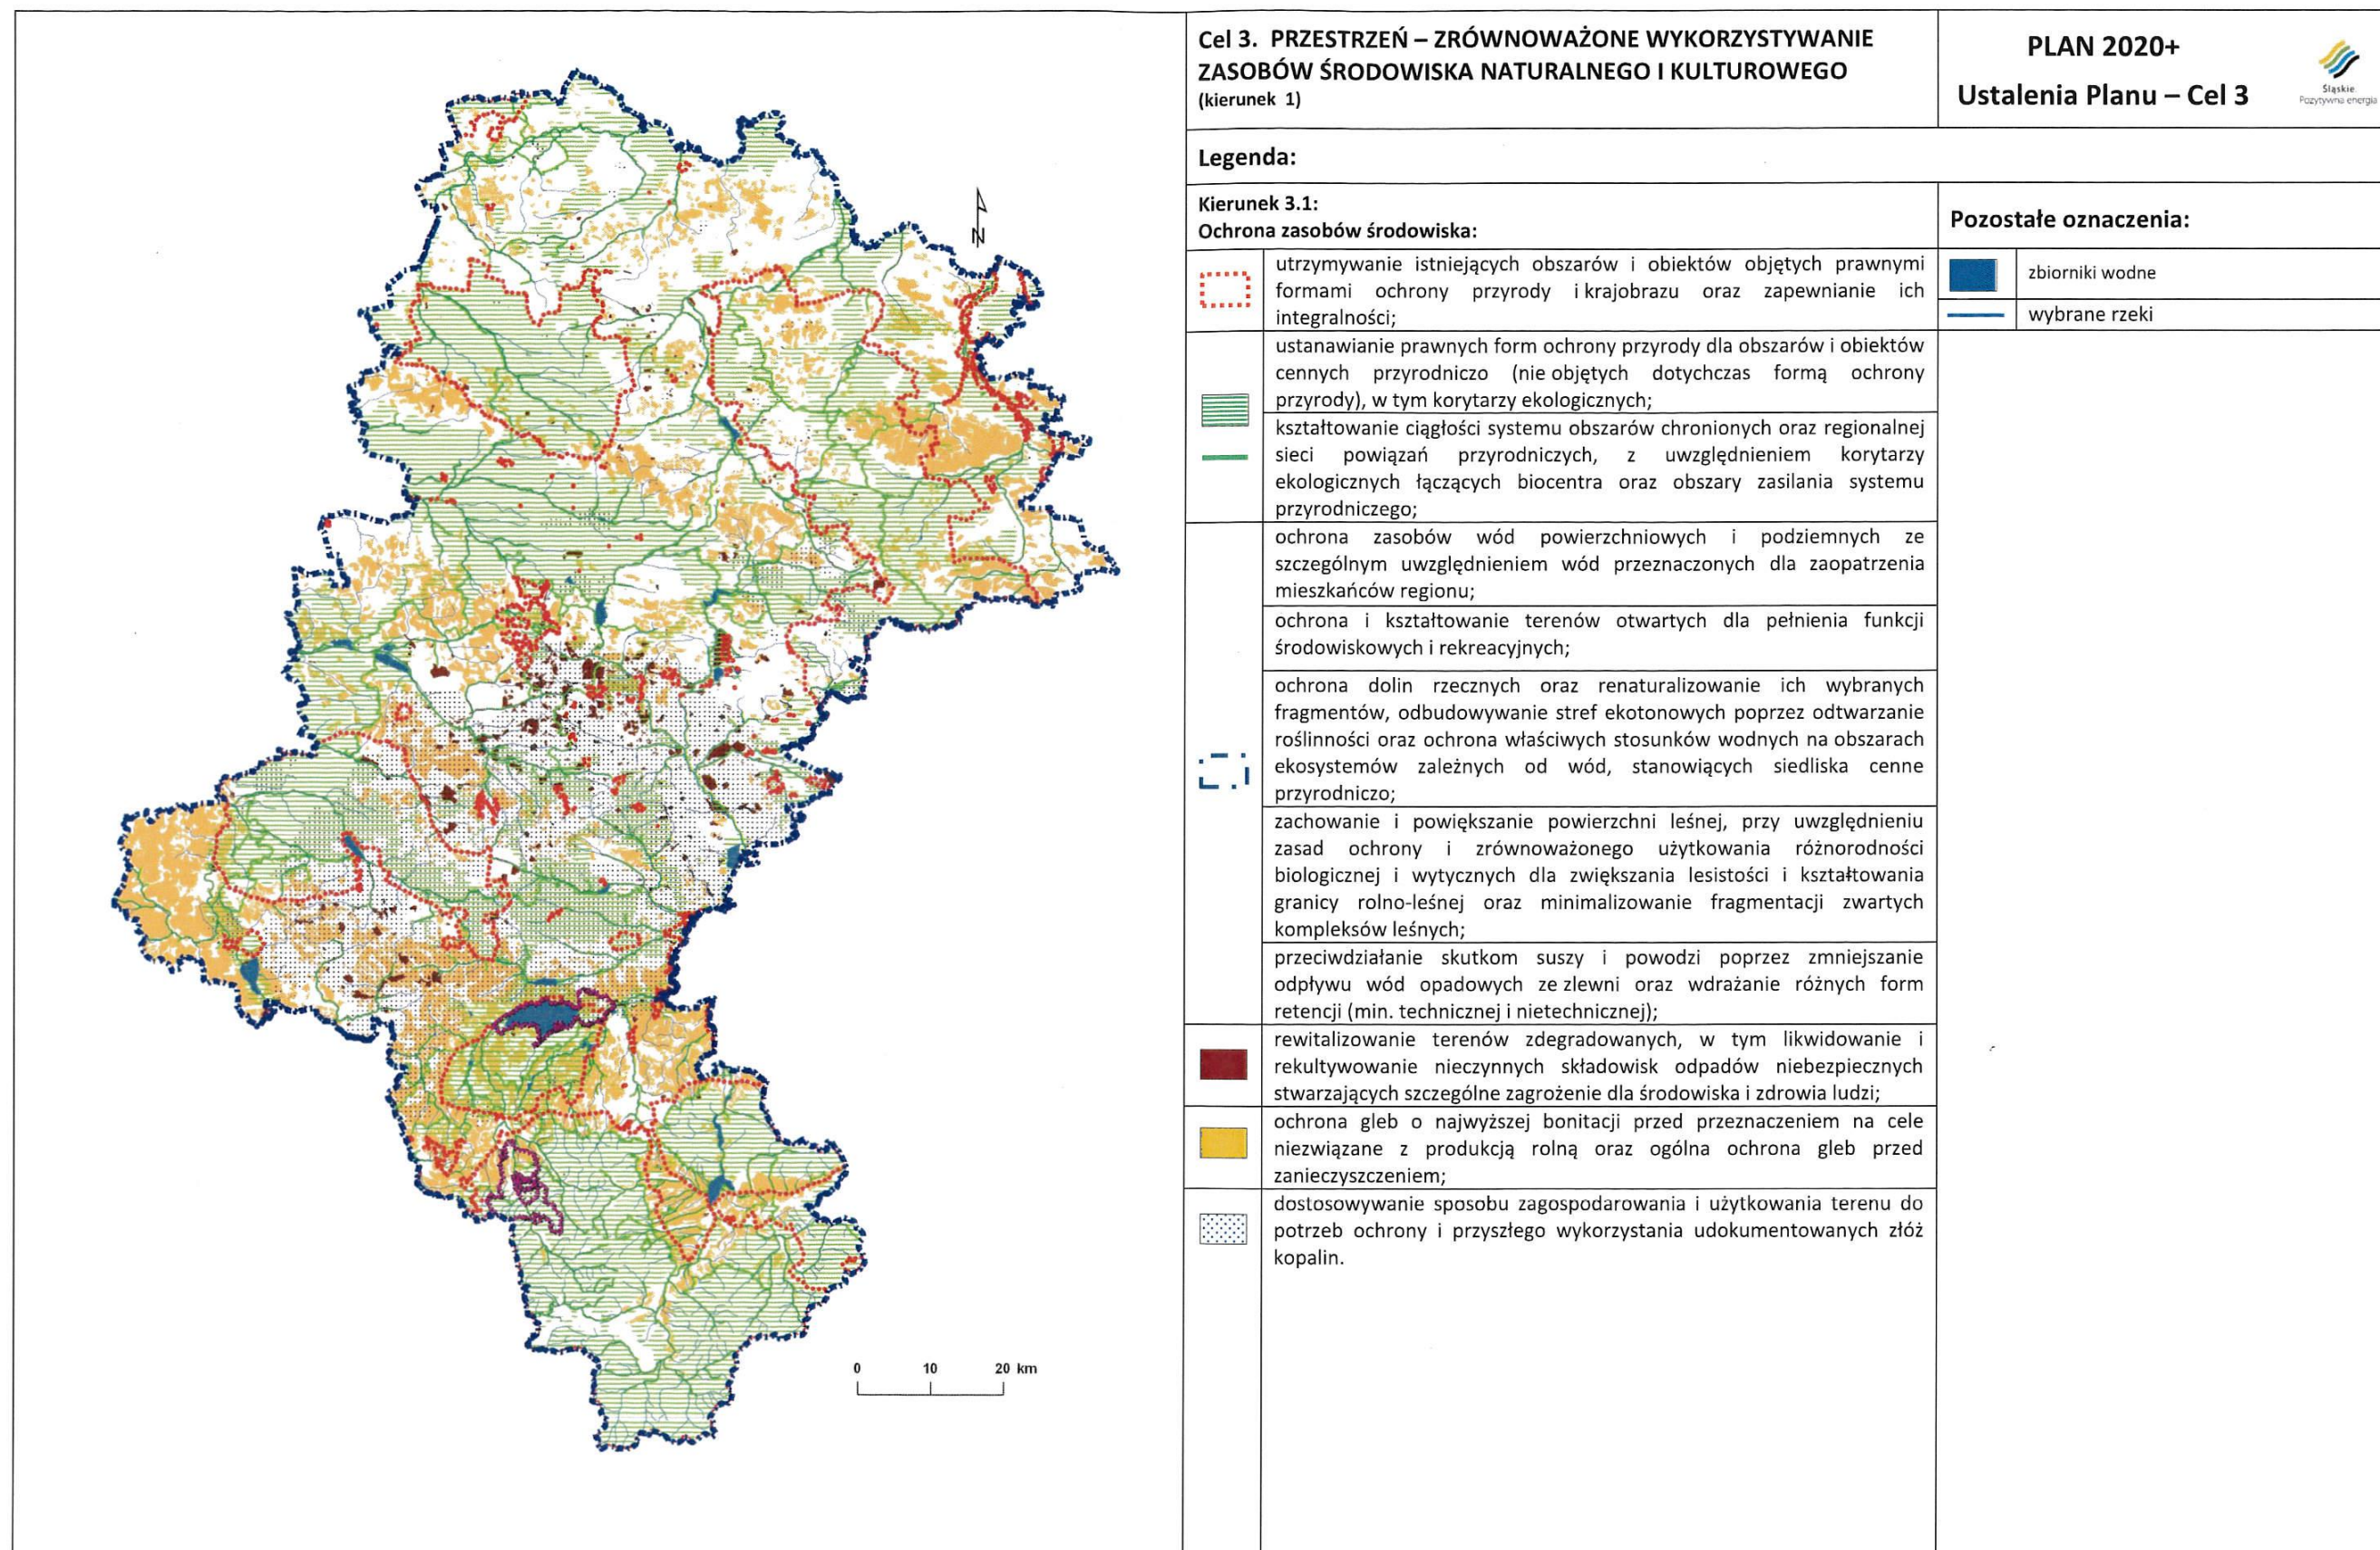 Cel 3. PRZESTRZEŃ – ZRÓWNOWAŻONE WYKORZYSTYWANIE
ZASOBÓW ŚRODOWISKA NATURALNEGO I KULTUROWEGO
(kierunek 1)
PLAN 2020+
Ustalenia Planu – Cel 3
Śląskie
Pozytywna energia
Legenda:
Kierunek 3.1:
Ochrona zasobów środowiska:
utrzymywanie istniejących obszarów i obiektów objętych prawnymi
formami ochrony przyrody i krajobrazu oraz zapewnianie ich
integralności;
ustanawianie prawnych form ochrony przyrody dla obszarów i obiektów
cennych przyrodniczo (nie objętych dotychczas formą ochrony
przyrody), w tym korytarzy ekologicznych;
kształtowanie ciągłości systemu obszarów chronionych oraz regionalnej
sieci powiązań przyrodniczych, z uwzględnieniem korytarzy
ekologicznych łączących biocentra oraz obszary zasilania systemu
przyrodniczego;
ochrona zasobów wód powierzchniowych i podziemnych ze
szczególnym uwzględnieniem wód przeznaczonych dla zaopatrzenia
mieszkańców regionu;
ochrona i kształtowanie terenów otwartych dla pełnienia funkcji
środowiskowych i rekreacyjnych;
ochrona dolin rzecznych oraz renaturalizowanie ich wybranych
fragmentów, odbudowywanie stref ekotonowych poprzez odtwarzanie
roślinności oraz ochrona właściwych stosunków wodnych na obszarach
ekosystemów zależnych od wód, stanowiących siedliska cenne
przyrodniczo;
zachowanie i powiększanie powierzchni leśnej, przy uwzględnieniu
zasad ochrony i zrównoważonego użytkowania różnorodności
biologicznej i wytycznych dla zwiększania lesistości i kształtowania
granicy rolno-leśnej oraz minimalizowanie fragmentacji zwartych
kompleksów leśnych;
przeciwdziałanie skutkom suszy i powodzi poprzez zmniejszanie
odpływu wód opadowych ze zlewni oraz wdrażanie różnych form
retencji (min. technicznej i nietechnicznej);
rewitalizowanie terenów zdegradowanych, w tym likwidowanie i
rekultywowanie nieczynnych składowisk odpadów niebezpiecznych
stwarzających szczególne zagrożenie dla środowiska i zdrowia ludzi;
ochrona gleb o najwyższej bonitacji przed przeznaczeniem na cele
niezwiązane z produkcją rolną oraz ogólna ochrona gleb przed
zanieczyszczeniem;
dostosowywanie sposobu zagospodarowania i użytkowania terenu do
potrzeb ochrony i przyszłego wykorzystania udokumentowanych złóż
kopalin.
Pozostałe oznaczenia:
zbiorniki wodne
wybrane rzeki
N
0 10 20 km